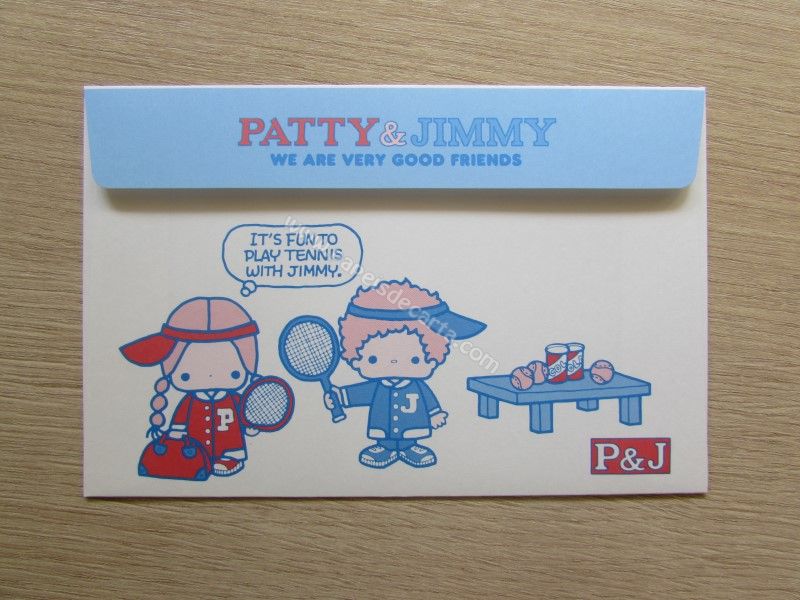 PATTY & JIMMY
WE ARE VERY GOOD FRIENDS
IT'S FUN TO
PLAY TENNIS
WITH JIMMY.
P
J
P&J